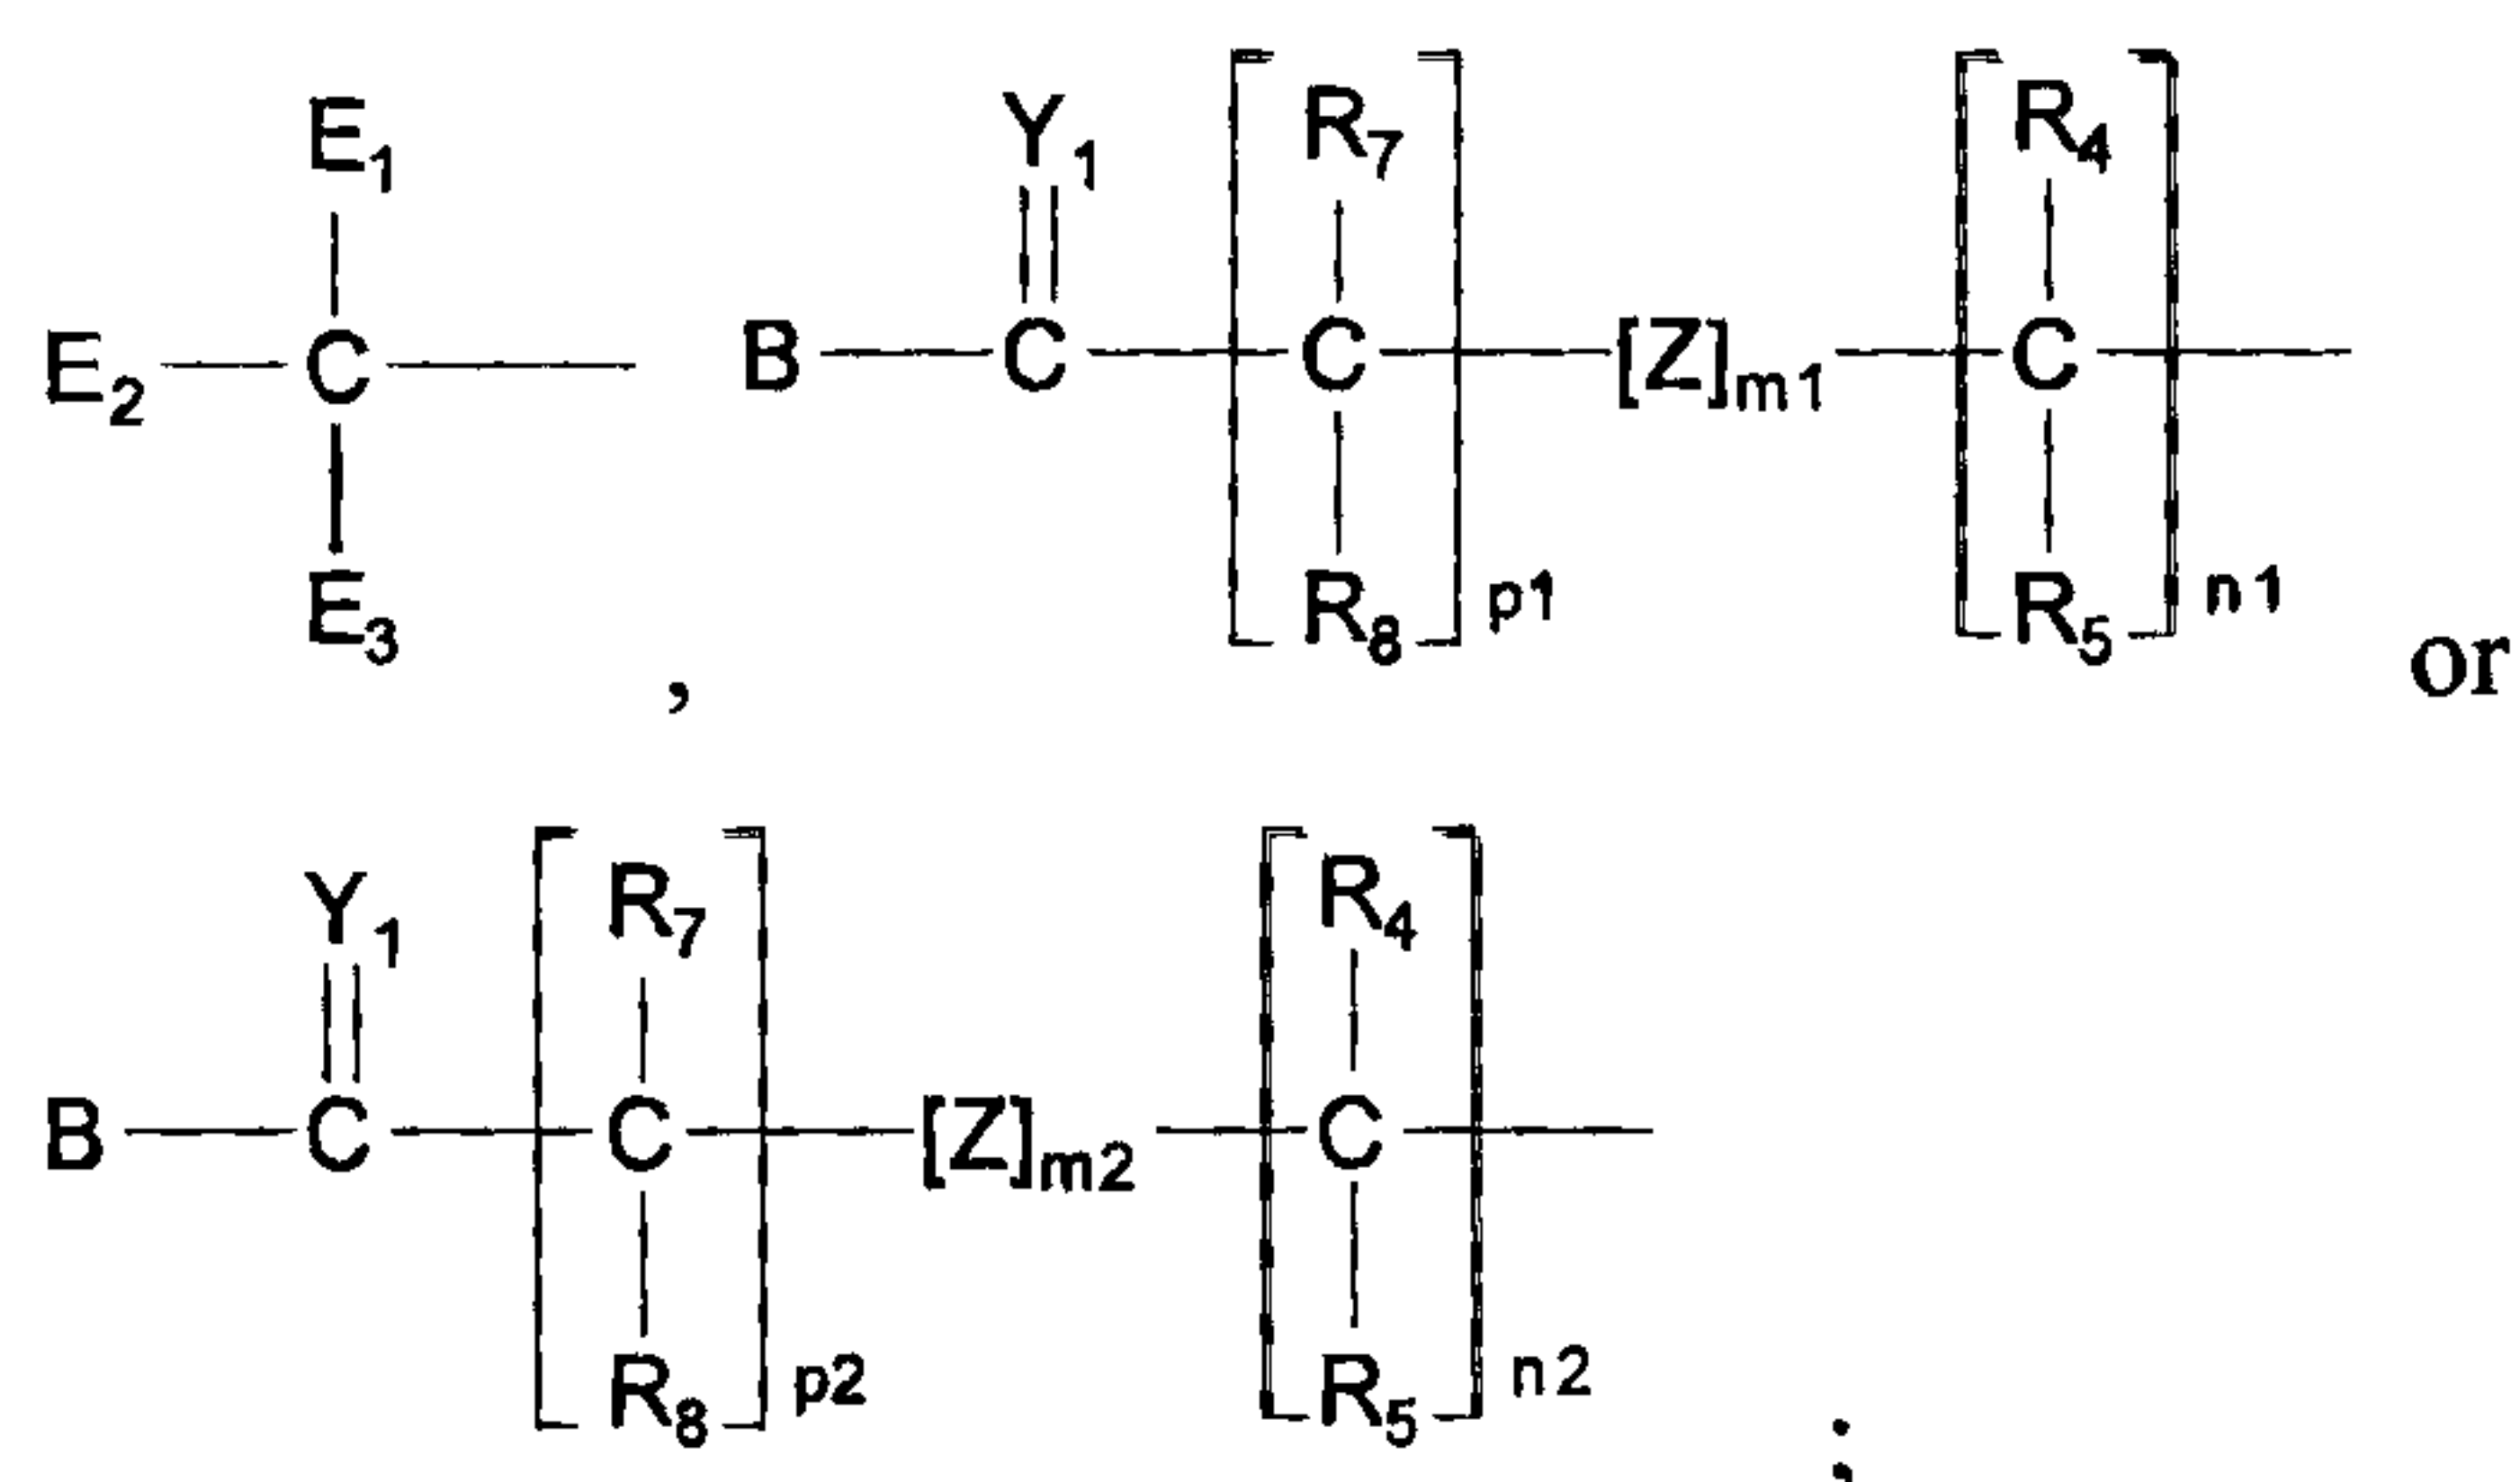 E1
Y1 R7 R4
E2 C B C C [Z]m1 C
E3 , R8 p1 R5 n1 or
Y1 R7 R4
B C C [Z]m2 C
R8 p2 R5 n2 ;